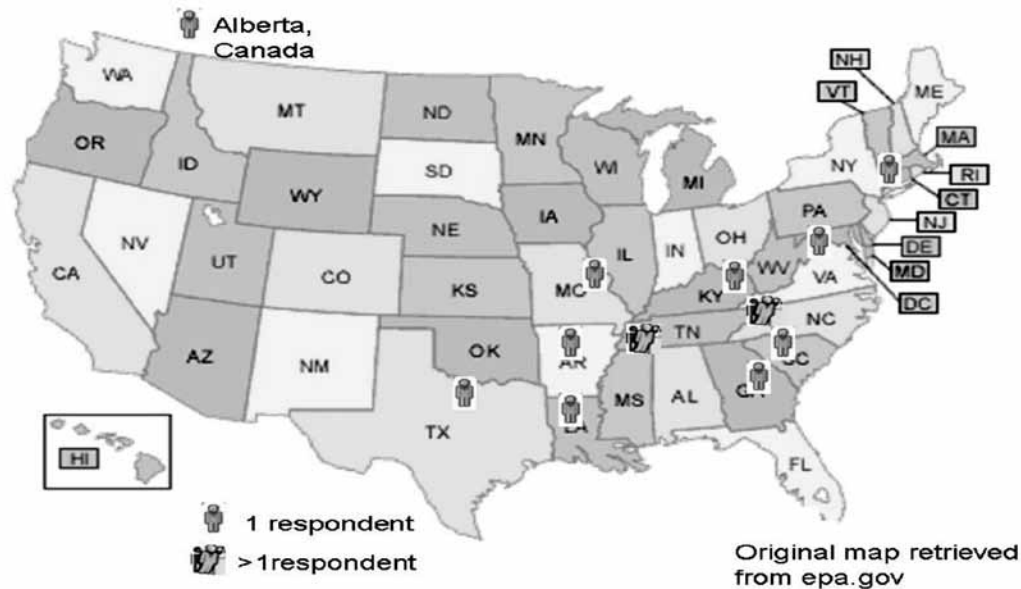 Alberta,
Canada
WA
MT
ND
MN
OR
ID
WY
SD
WI
MI
NH
VT
ME
NY
MA
RI
CT
NJ
PA
IA
NE
NV
UT
CO
CA
IL
IN
OH
WV
VA
DE
MD
DC
KS
MO
KY
NC
TN
AZ
NM
OK
AR
SC
MS
AL
GA
TX
LA
FL
HI
1 respondent
>1respondent
Original map retrieved
from epa.gov